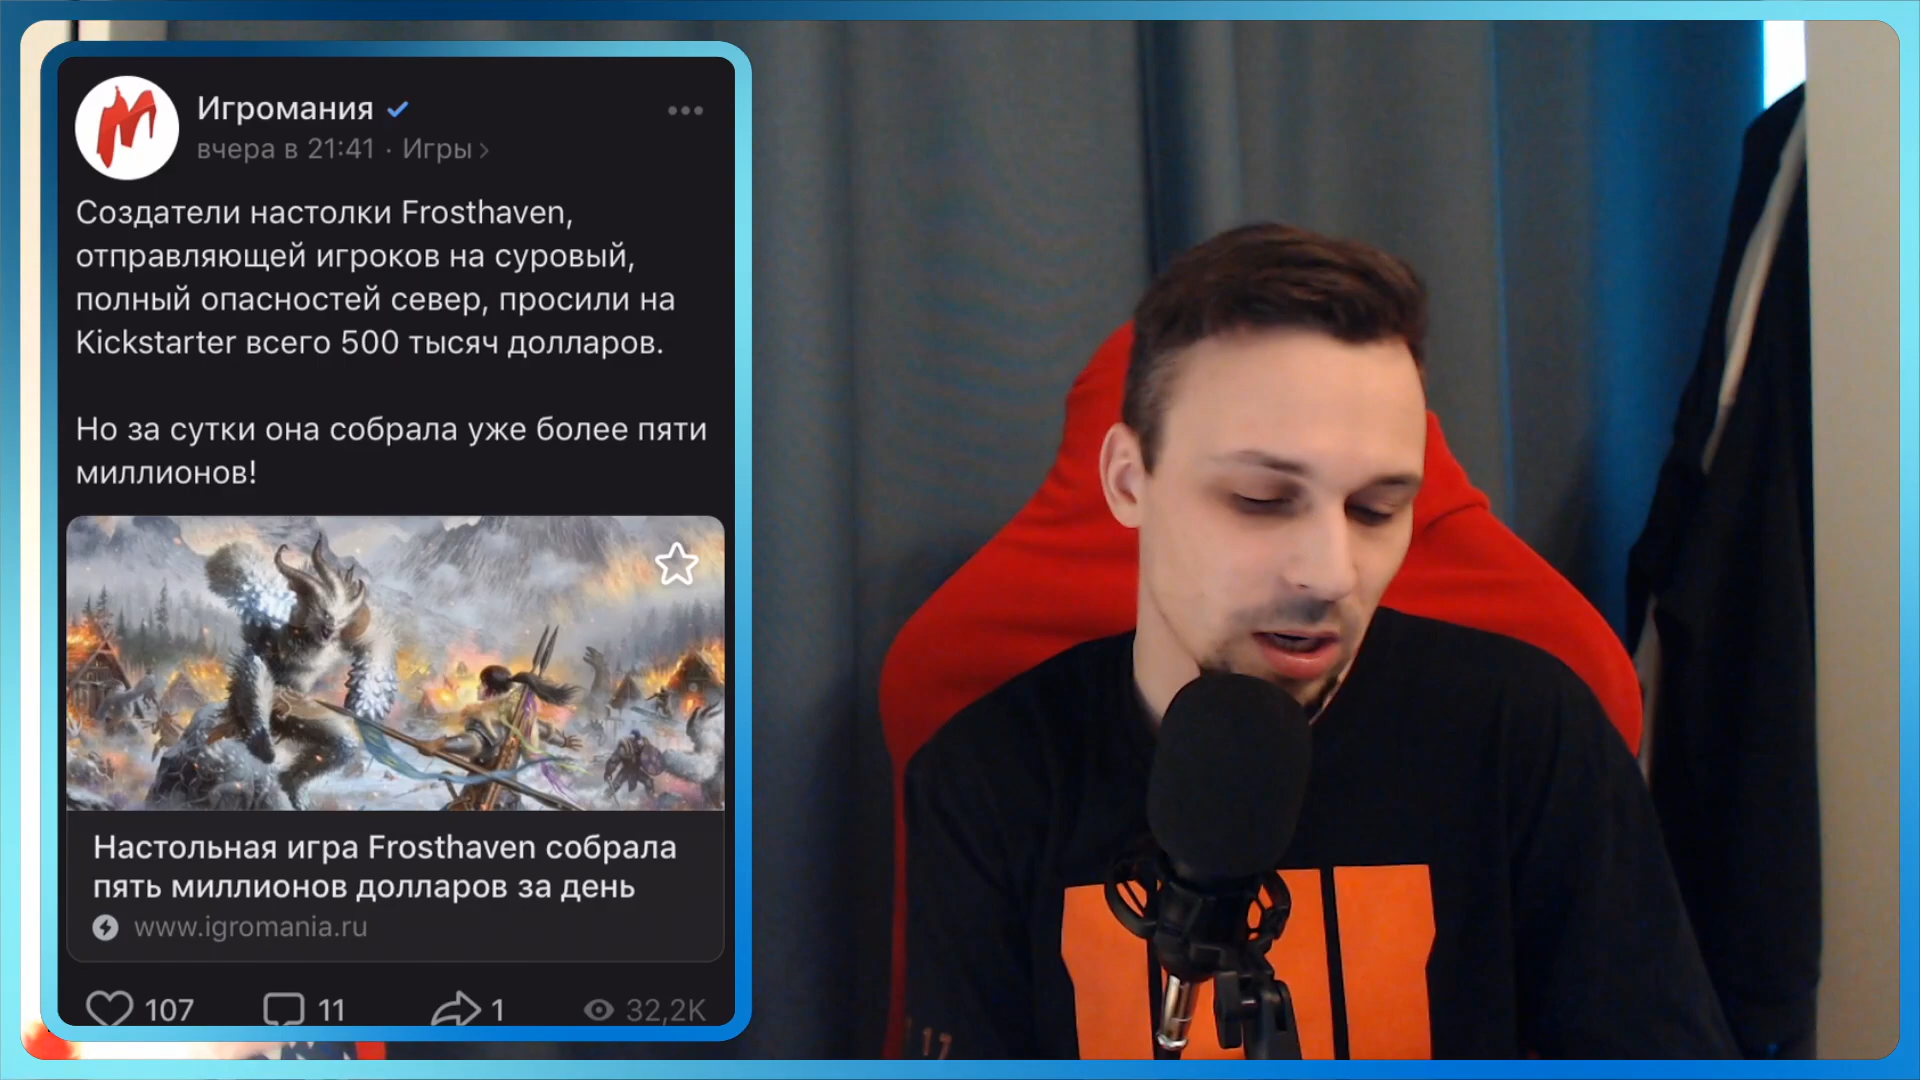 Игромания
вчера в 21:41 · Игры
Создатели настолки Frosthaven,
отправляющей игроков на суровый,
полный опасностей север, просили на
Kickstarter всего 500 тысяч долларов.
Но за сутки она собрала уже более пяти
миллионов!
Настольная игра Frosthaven собрала
пять миллионов долларов за день
www.igromania.ru
107
11
1
32,2K